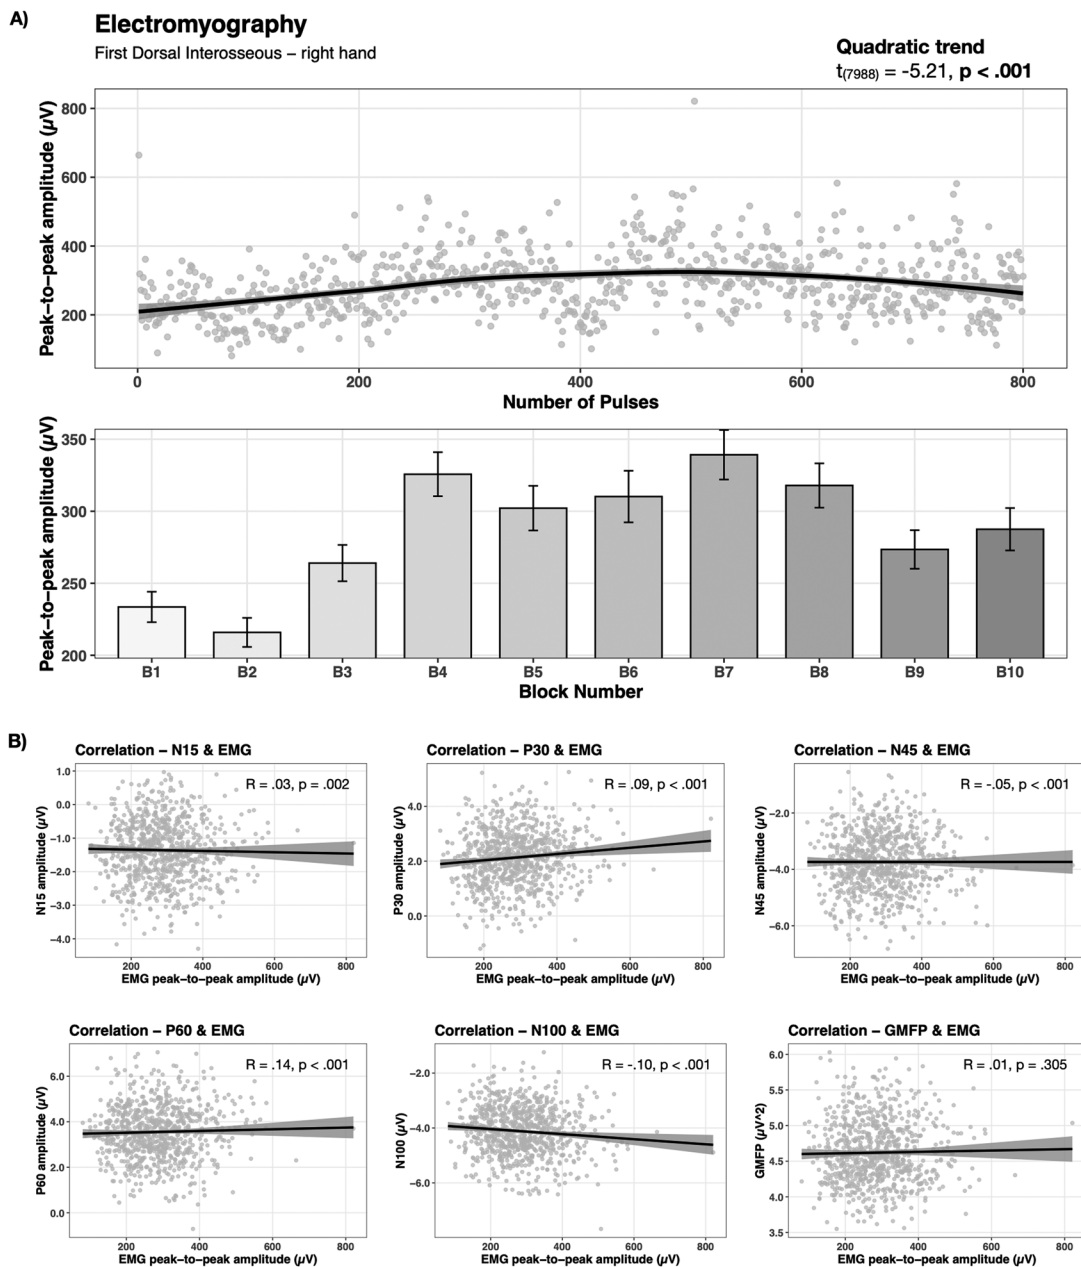 A)
Electromyography
First Dorsal Interosseous – right hand
Quadratic trend
t(7988) = -5.21, p < .001
Peak–to–peak amplitude (µV)
800
600
400
200
0 200 400 600 800
Number of Pulses
Peak–to–peak amplitude (µV)
350
300
250
200
B1 B2 B3 B4 B5 B6 B7 B8 B9 B10
Block Number
B)
Correlation – N15 & EMG
R = .03, p = .002
N15 amplitude (µV)
1.0
0.0
−1.0
−2.0
−3.0
−4.0
200 400 600 800
EMG peak–to–peak amplitude (µV)
Correlation – P30 & EMG
R = .09, p < .001
P30 amplitude (µV)
4.0
2.0
0.0
200 400 600 800
EMG peak–to–peak amplitude (µV)
Correlation – N45 & EMG
R = -.05, p < .001
N45 amplitude (µV)
−2.0
−4.0
−6.0
200 400 600 800
EMG peak–to–peak amplitude (µV)
Correlation – P60 & EMG
R = .14, p < .001
P60 amplitude (µV)
6.0
4.0
2.0
0.0
200 400 600 800
EMG peak–to–peak amplitude (µV)
Correlation – N100 & EMG
R = -.10, p < .001
N100 (µV)
−2.0
−4.0
−6.0
200 400 600 800
EMG peak–to–peak amplitude (µV)
Correlation – GMFP & EMG
R = .01, p = .305
GMFP (µV^2)
6.0
5.5
5.0
4.5
4.0
3.5
200 400 600 800
EMG peak–to–peak amplitude (µV)